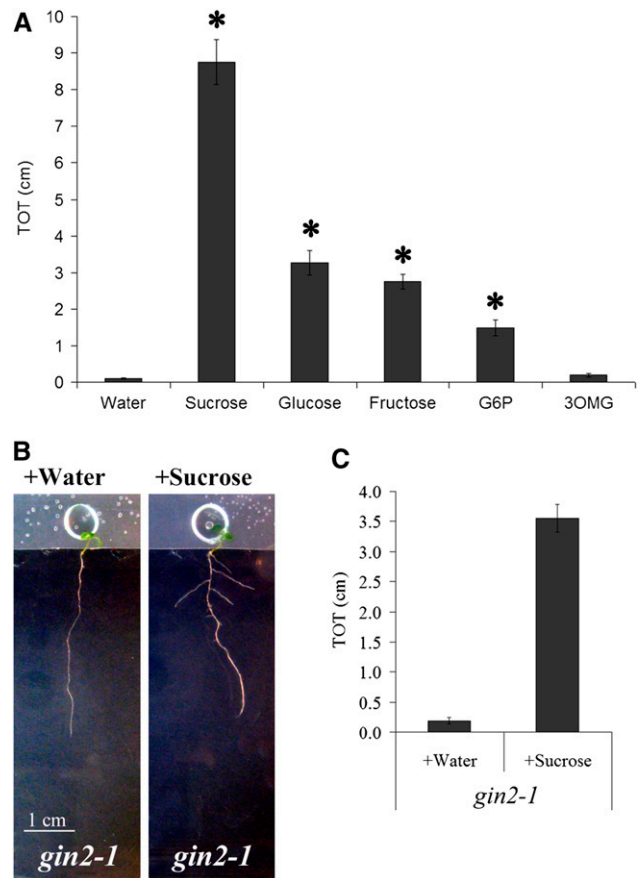 A
TOT (cm)
10
9
8
7
6
5
4
3
2
1
0
*
*
*
*
Water Sucrose Glucose Fructose G6P 3OMG
B
+Water +Sucrose
1 cm
gin2-1 gin2-1
C
TOT (cm)
4.0
3.5
3.0
2.5
2.0
1.5
1.0
0.5
0.0
+Water +Sucrose
gin2-1